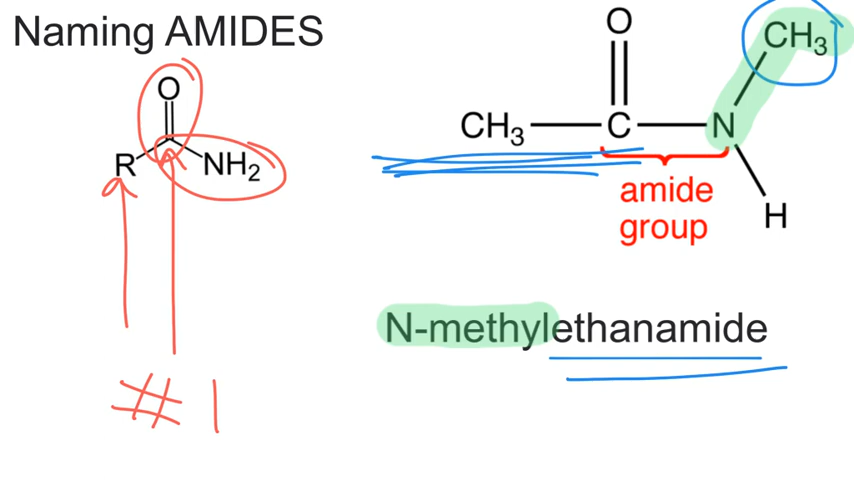 Naming AMIDES
O
R
NH₂
# 1
O
CH₃
CH₃ C N
H
amide
group
N-methylethanamide